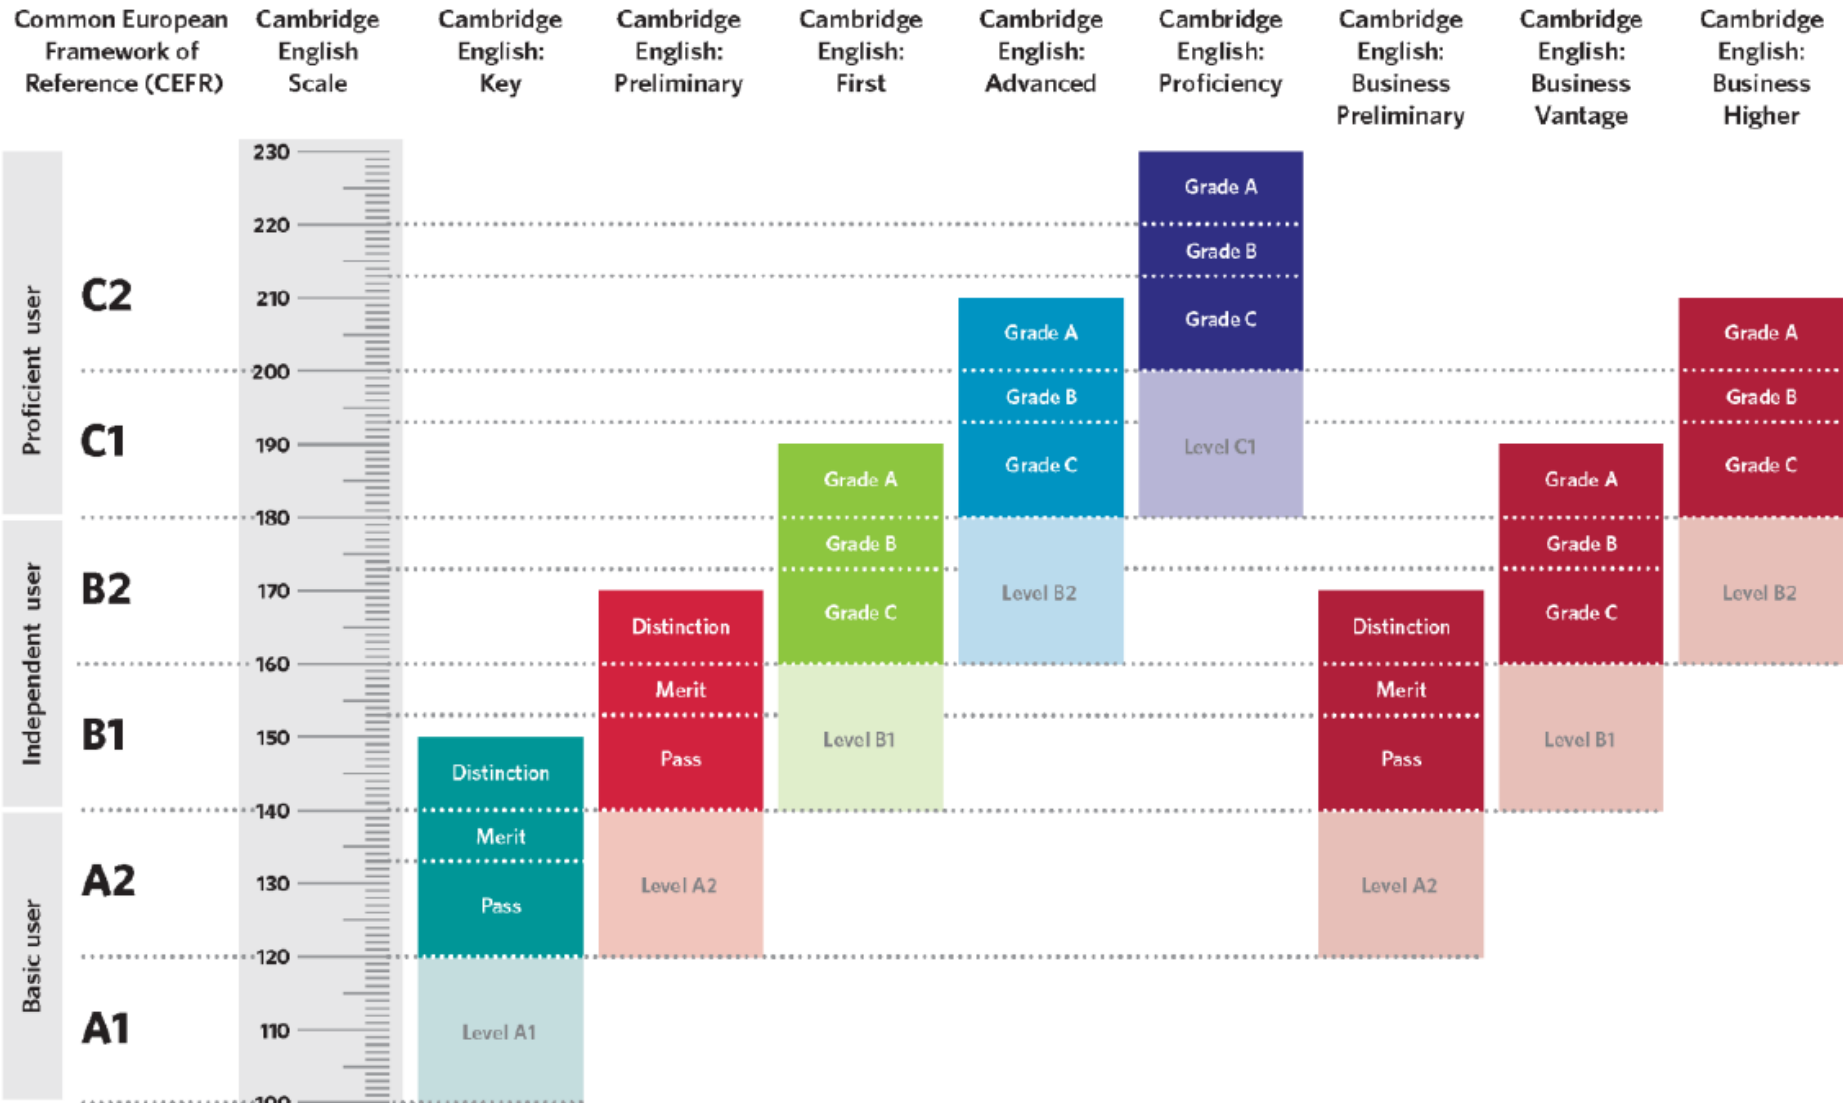 Common European
Framework of
Reference (CEFR)
Cambridge
English
Scale
Cambridge
English:
Key
Cambridge
English:
Preliminary
Cambridge
English:
First
Cambridge
English:
Advanced
Cambridge
English:
Proficiency
Cambridge
English:
Business
Preliminary
Cambridge
English:
Business
Vantage
Cambridge
English:
Business
Higher
Proficient user
Independent user
Basic user
C2
C1
B2
B1
A2
A1
230
220
210
200
190
180
170
160
150
140
130
120
110
100
Distinction
Merit
Pass
Level A1
Distinction
Merit
Pass
Level A2
Grade A
Grade B
Grade C
Level B1
Grade A
Grade B
Grade C
Level B2
Grade A
Grade B
Grade C
Level C1
Distinction
Merit
Pass
Level A2
Grade A
Grade B
Grade C
Level B1
Grade A
Grade B
Grade C
Level B2